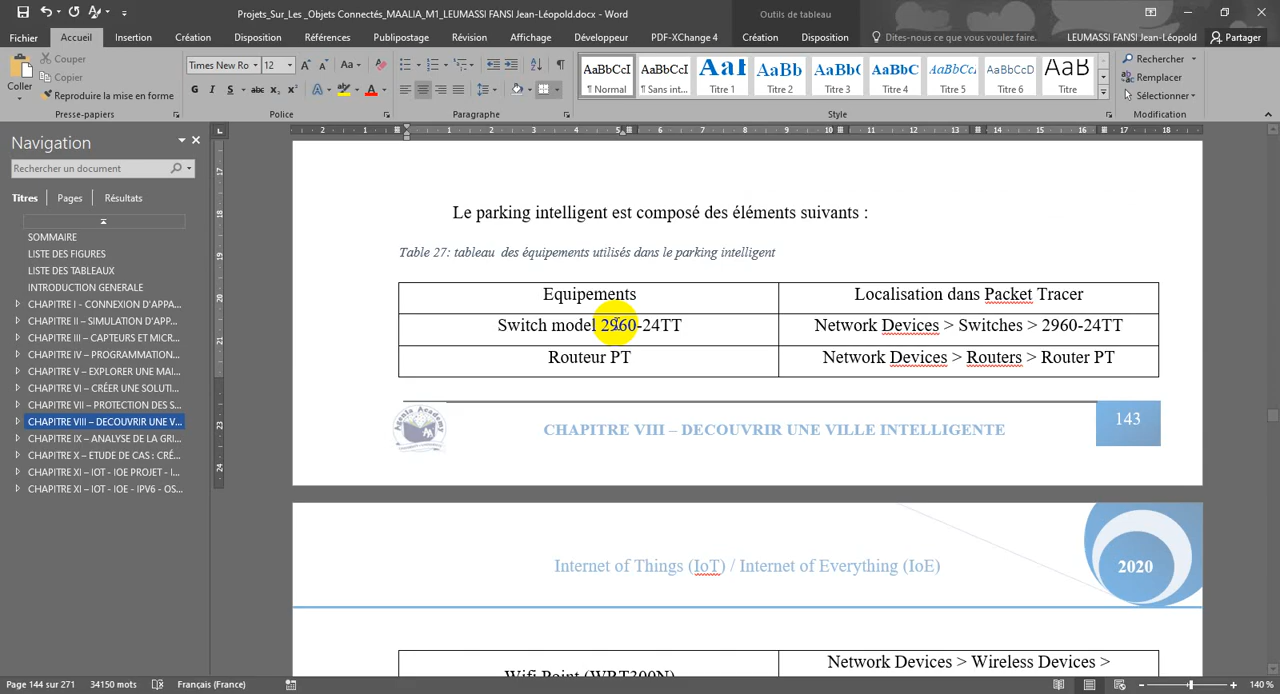 Projets_Sur_Les _Objets Connectés_MAALIA_M1_LEUMASSI FANSI Jean-Léopold.docx - Word
Outils de tableau
Fichier Accueil Insertion Création Disposition Références Publipostage Révision Affichage Développeur PDF-XChange 4 Création Disposition Dites-nous ce que vous voulez faire. LEUMASSI FANSI Jean-Léopold Partager
Coller
Couper
Copier
Reproduire la mise en forme
Presse-papiers
Times New Ro 12
Police
Paragraphe
AaBbCcI
¶ Normal
AaBbCcI
¶ Sans int...
Titre 1
AaBb
Titre 2
Titre 3
AaBbC
Titre 4
AaBbCc
Titre 5
AaBbCcD
Titre 6
AaB
Titre
Style
Rechercher
Remplacer
Sélectionner
Modification
Navigation
Rechercher un document
Titres Pages Résultats
SOMMAIRE
LISTE DES FIGURES
LISTE DES TABLEAUX
INTRODUCTION GENERALE
CHAPITRE I - CONNEXION D'APPA...
CHAPITRE II – SIMULATION D'APP...
CHAPITRE III – CAPTEURS ET MICR...
CHAPITRE IV – PROGRAMMATION...
CHAPITRE V – EXPLORER UNE MAI...
CHAPITRE VI – CRÉER UNE SOLUTI...
CHAPITRE VII – PROTECTION DES S...
CHAPITRE VIII – DECOUVRIR UNE V...
CHAPITRE IX – ANALYSE DE LA GRI...
CHAPITRE X – ETUDE DE CAS : CRÉ...
CHAPITRE XI – IOT - IOE PROJET - I...
CHAPITRE XI – IOT - IOE - IPV6 - OS...
Le parking intelligent est composé des éléments suivants :
Table 27: tableau des équipements utilisés dans le parking intelligent
Equipements Localisation dans Packet Tracer
Switch model 2960-24TT Network Devices > Switches > 2960-24TT
Routeur PT Network Devices > Routers > Router PT
CHAPITRE VIII – DECOUVRIR UNE VILLE INTELLIGENTE 143
Internet of Things (IoT) / Internet of Everything (IoE) 2020
Wifi Point (WRT300N) Network Devices > Wireless Devices >
Page 144 sur 271 34150 mots Français (France) 140 %